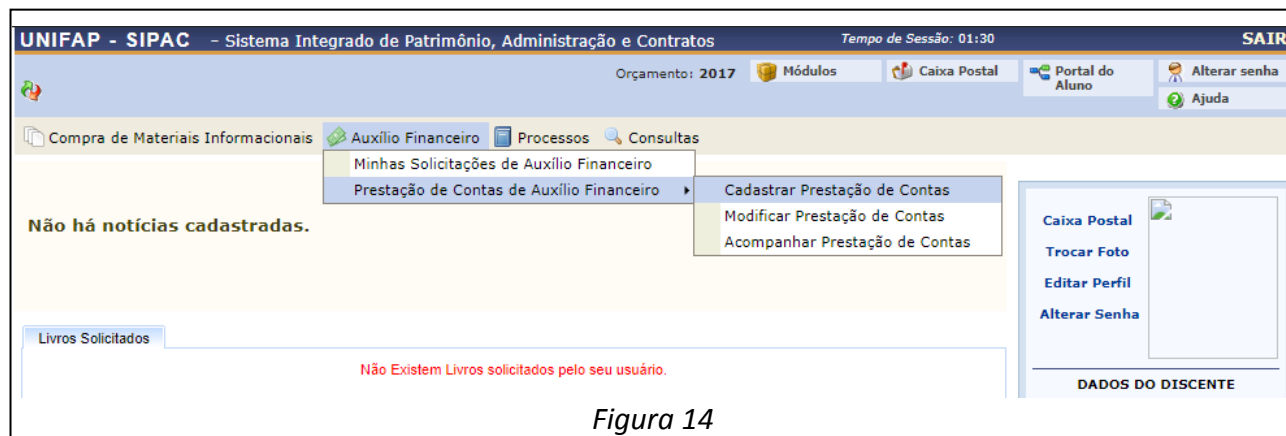 UNIFAP - SIPAC - Sistema Integrado de Patrimônio, Administração e Contratos Tempo de Sessão: 01:30 SAIR
Orçamento: 2017 Módulos Caixa Postal Portal do Aluno Alterar senha
Ajuda
Compra de Materiais Informacionais Auxílio Financeiro Processos Consultas
Minhas Solicitações de Auxílio Financeiro
Prestação de Contas de Auxílio Financeiro Cadastrar Prestação de Contas
Modificar Prestação de Contas
Acompanhar Prestação de Contas
Não há notícias cadastradas.
Caixa Postal
Trocar Foto
Editar Perfil
Alterar Senha
Livros Solicitados
Não Existem Livros solicitados pelo seu usuário.
DADOS DO DISCENTE
Figura 14